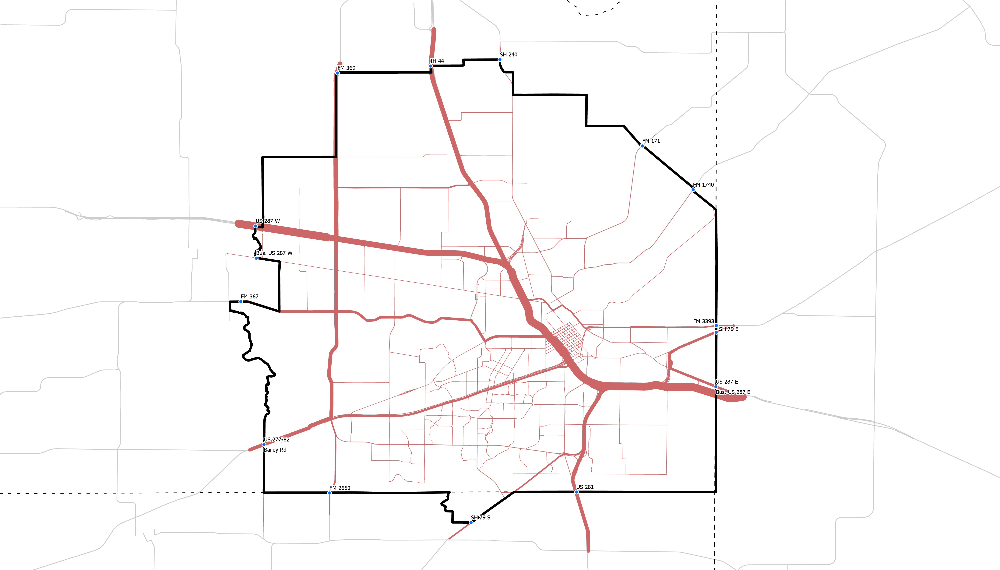 SH 240
IH 44
FM 369
FM 171
FM 1740
US 287 W
Bus. US 287 W
FM 367
FM 3393
SH 79 E
US 287 E
Bus. US 287 E
US 277/82
Bailey Rd
FM 2650
US 281
SH 79 S